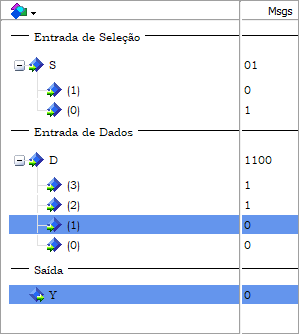 Msgs
Entrada de Seleção
S 01
(1) 0
(0) 1
Entrada de Dados
D 1100
(3) 1
(2) 1
(1) 0
(0) 0
Saída
Y 0